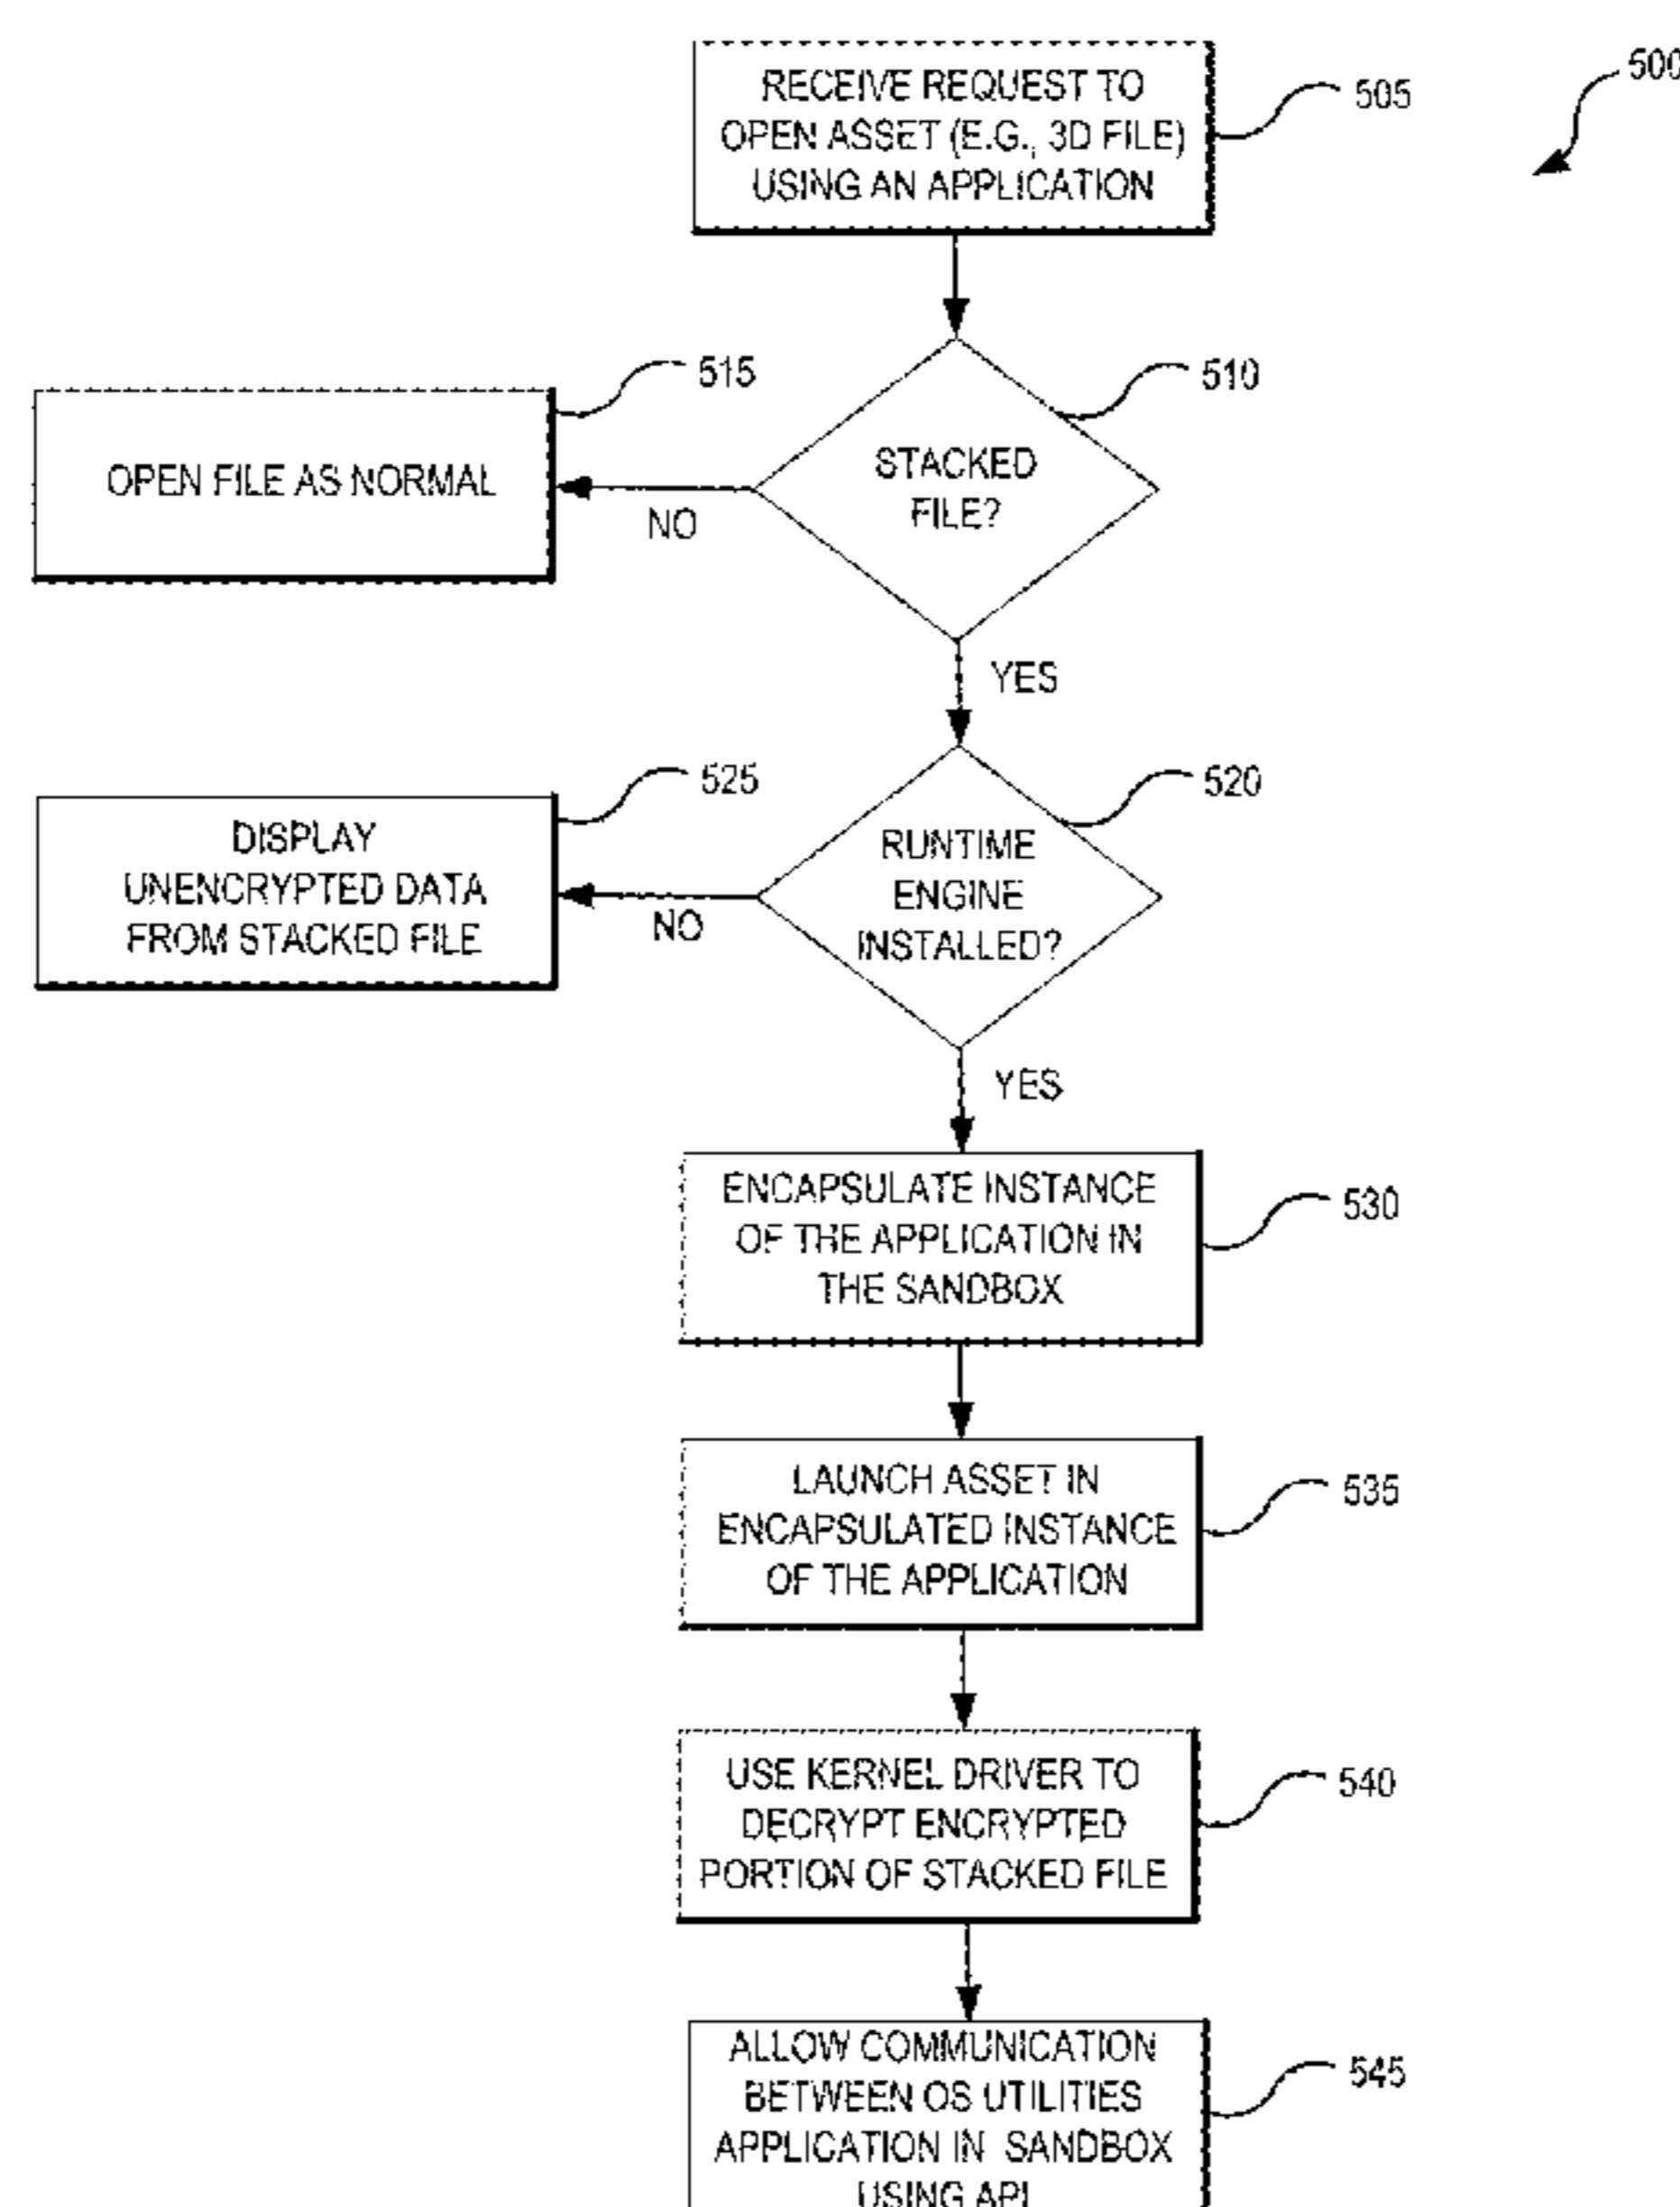 RECEIVE REQUEST TO
OPEN ASSET (E.G., 3D FILE)
USING AN APPLICATION
505
500
STACKED
FILE?
510
NO
OPEN FILE AS NORMAL
515
YES
RUNTIME
ENGINE
INSTALLED?
520
NO
DISPLAY
UNENCRYPTED DATA
FROM STACKED FILE
525
YES
ENCAPSULATE INSTANCE
OF THE APPLICATION IN
THE SANDBOX
530
LAUNCH ASSET IN
ENCAPSULATED INSTANCE
OF THE APPLICATION
535
USE KERNEL DRIVER TO
DECRYPT ENCRYPTED
PORTION OF STACKED FILE
540
ALLOW COMMUNICATION
BETWEEN OS UTILITIES
APPLICATION IN SANDBOX
USING API
545